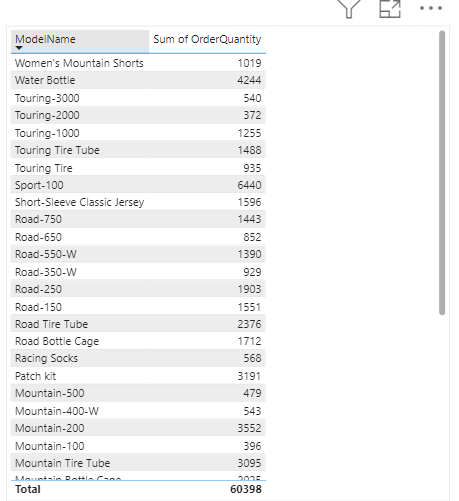 ModelName Sum of OrderQuantity
Women's Mountain Shorts 1019
Water Bottle 4244
Touring-3000 540
Touring-2000 372
Touring-1000 1255
Touring Tire Tube 1488
Touring Tire 935
Sport-100 6440
Short-Sleeve Classic Jersey 1596
Road-750 1443
Road-650 852
Road-550-W 1390
Road-350-W 929
Road-250 1903
Road-150 1551
Road Tire Tube 2376
Road Bottle Cage 1712
Racing Socks 568
Patch kit 3191
Mountain-500 479
Mountain-400-W 543
Mountain-200 3552
Mountain-100 396
Mountain Tire Tube 3095
Mountain Bottle Cage 2025
Total 60398